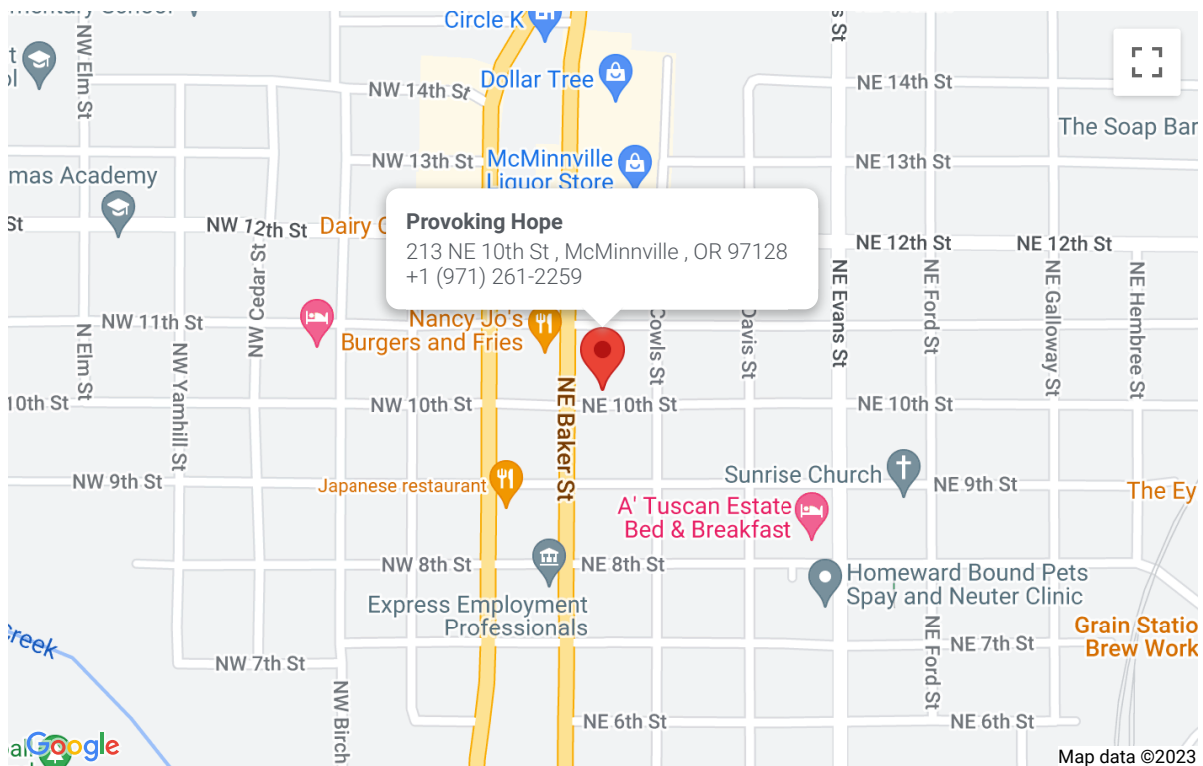 Circle K
NW Elm St
Dollar Tree
NW 14th St
NE 14th St
The Soap Bar
McMinnville
Liquor Store
NW 13th St
NE 13th St
mas Academy
St
NW 12th St
Dairy
NE 12th St
NE 12th St
Provoking Hope
213 NE 10th St , McMinnville , OR 97128
+1 (971) 261-2259
NW Cedar St
NE Evans St
NE Ford St
NE Galloway St
NE Hembree St
NW 11th St
Nancy Jo's
Burgers and Fries
N Elm St
NW Yamhill St
Cowls St
Davis St
10th St
NW 10th St
NE 10th St
NE 10th St
NE Baker St
NW 9th St
Japanese restaurant
Sunrise Church
NE 9th St
The Ey
A' Tuscan Estate
Bed & Breakfast
NW 8th St
NE 8th St
Homeward Bound Pets
Spay and Neuter Clinic
Express Employment
Professionals
Creek
NW 7th St
NE 7th St
NE Ford St
Grain Statio
Brew Work
NW Birch
NE 6th St
NE 6th St
Google
Map data ©2023